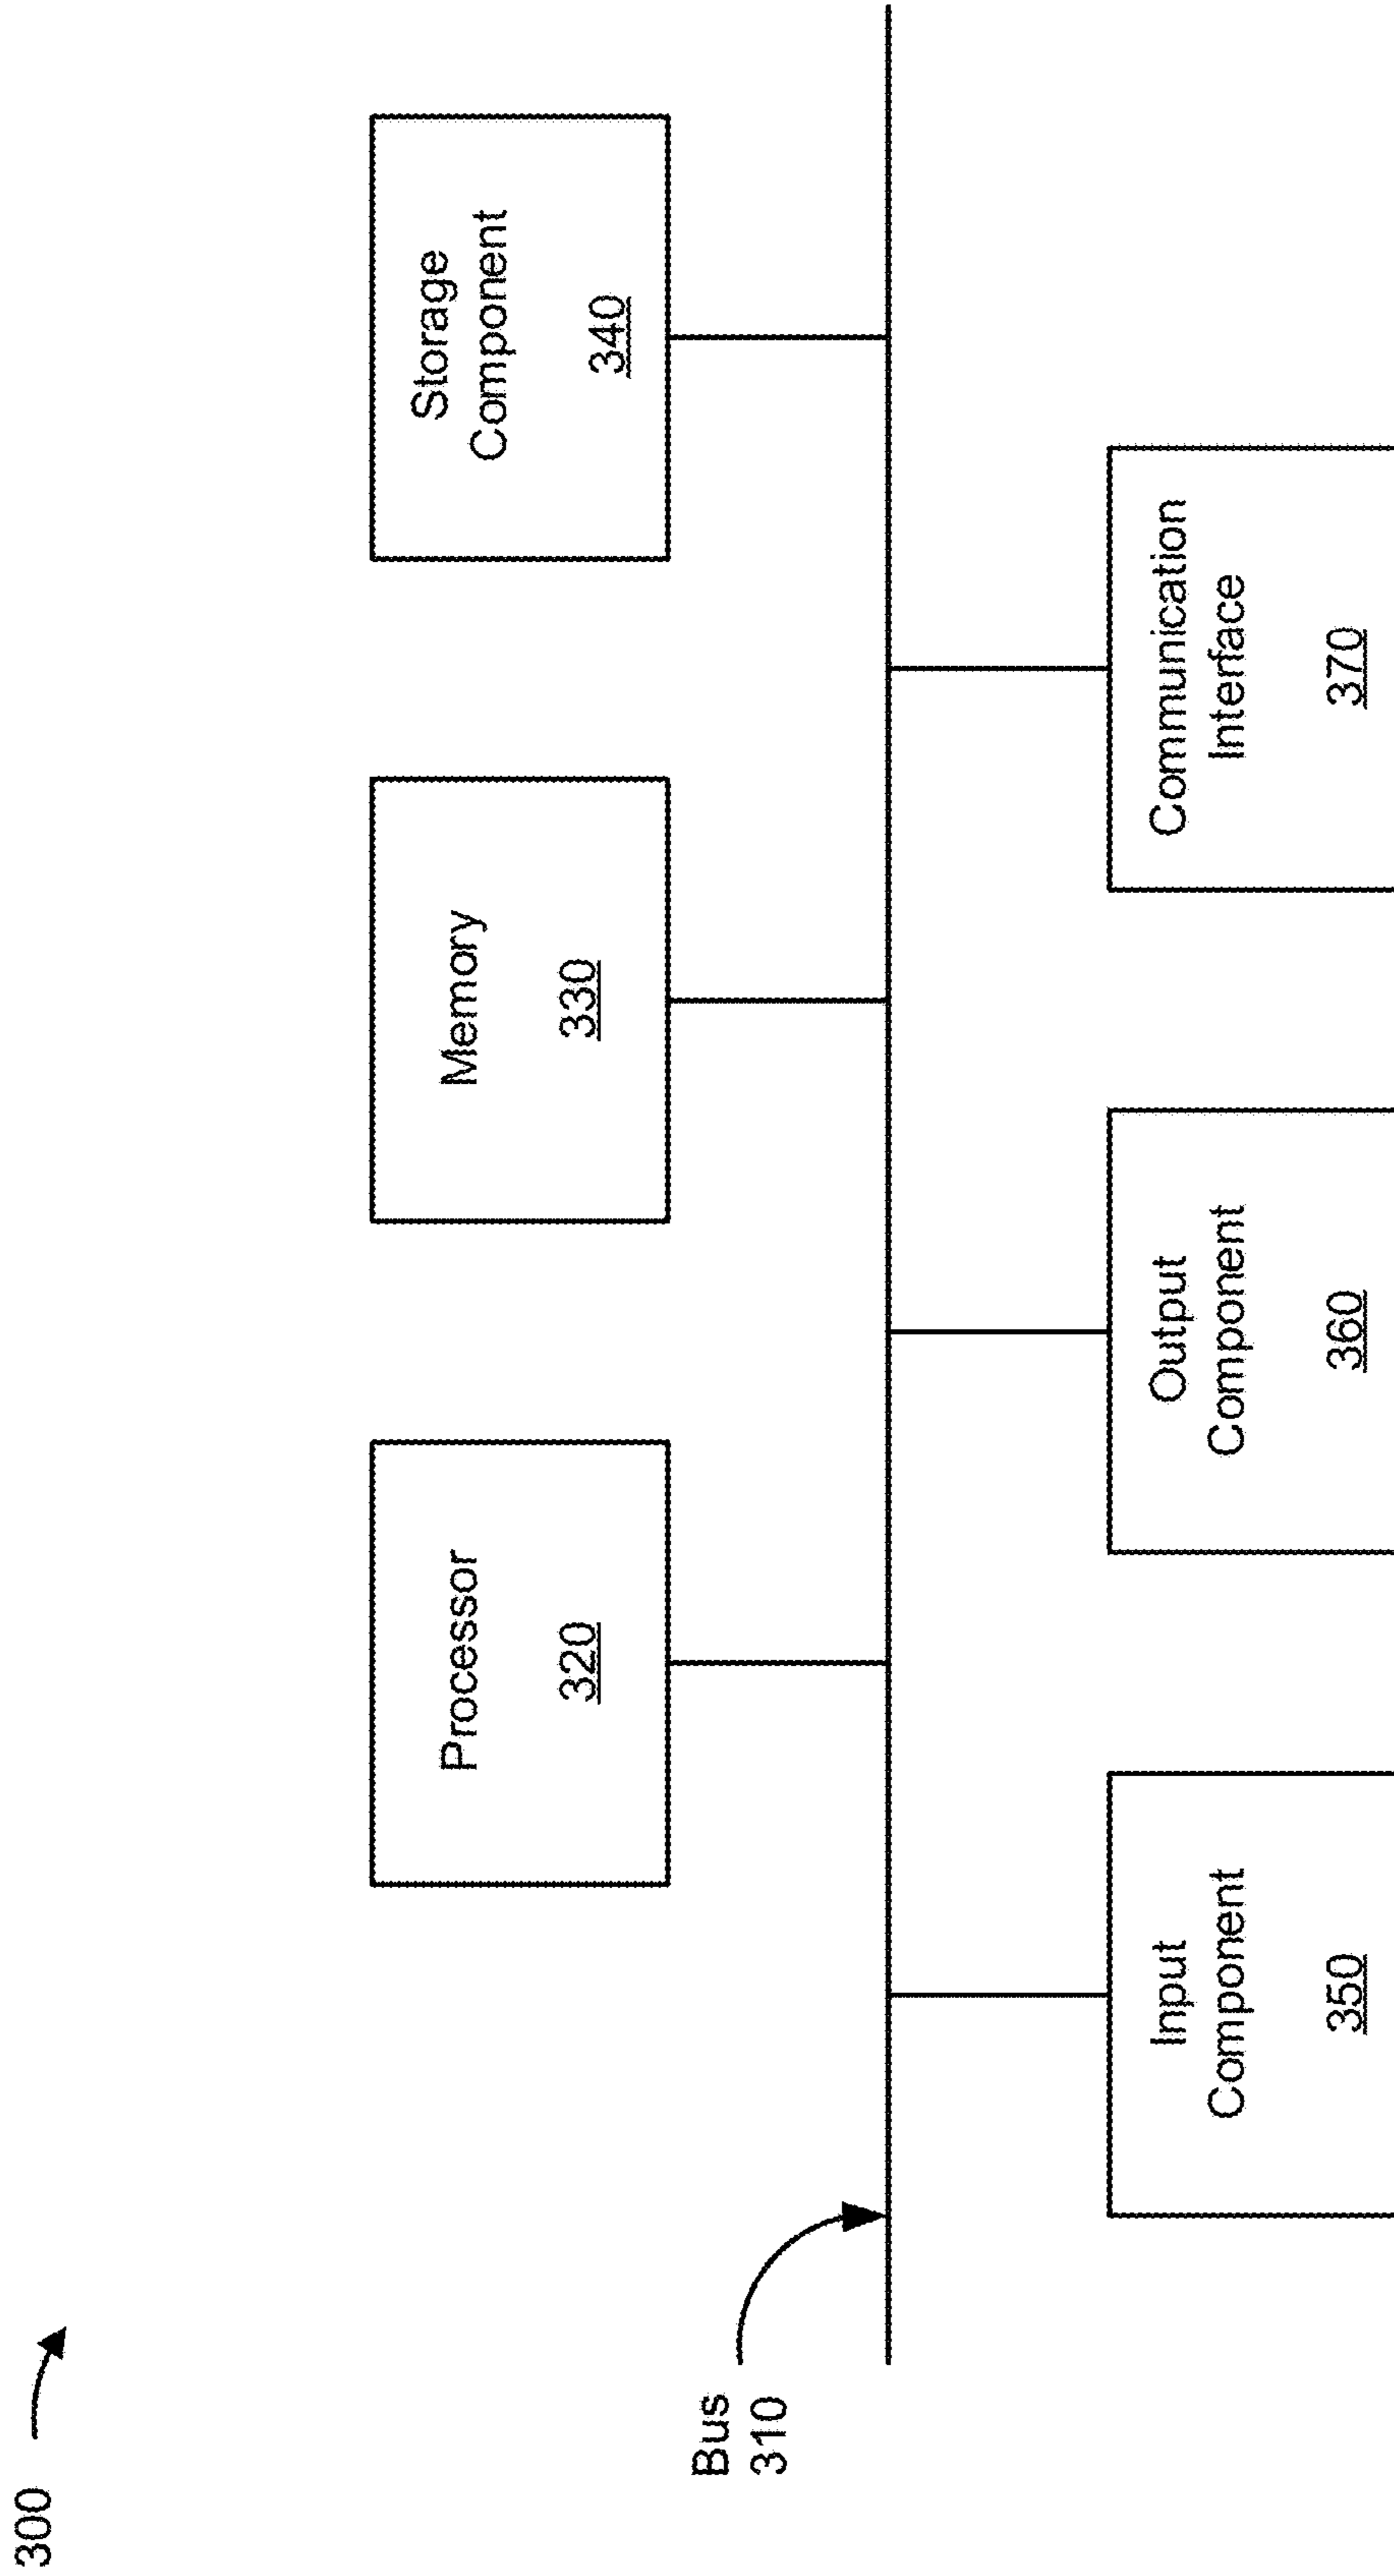 300
Processor
320
Memory
330
Storage
Component
340
Bus
310
Input
Component
350
Output
Component
360
Communication
Interface
370